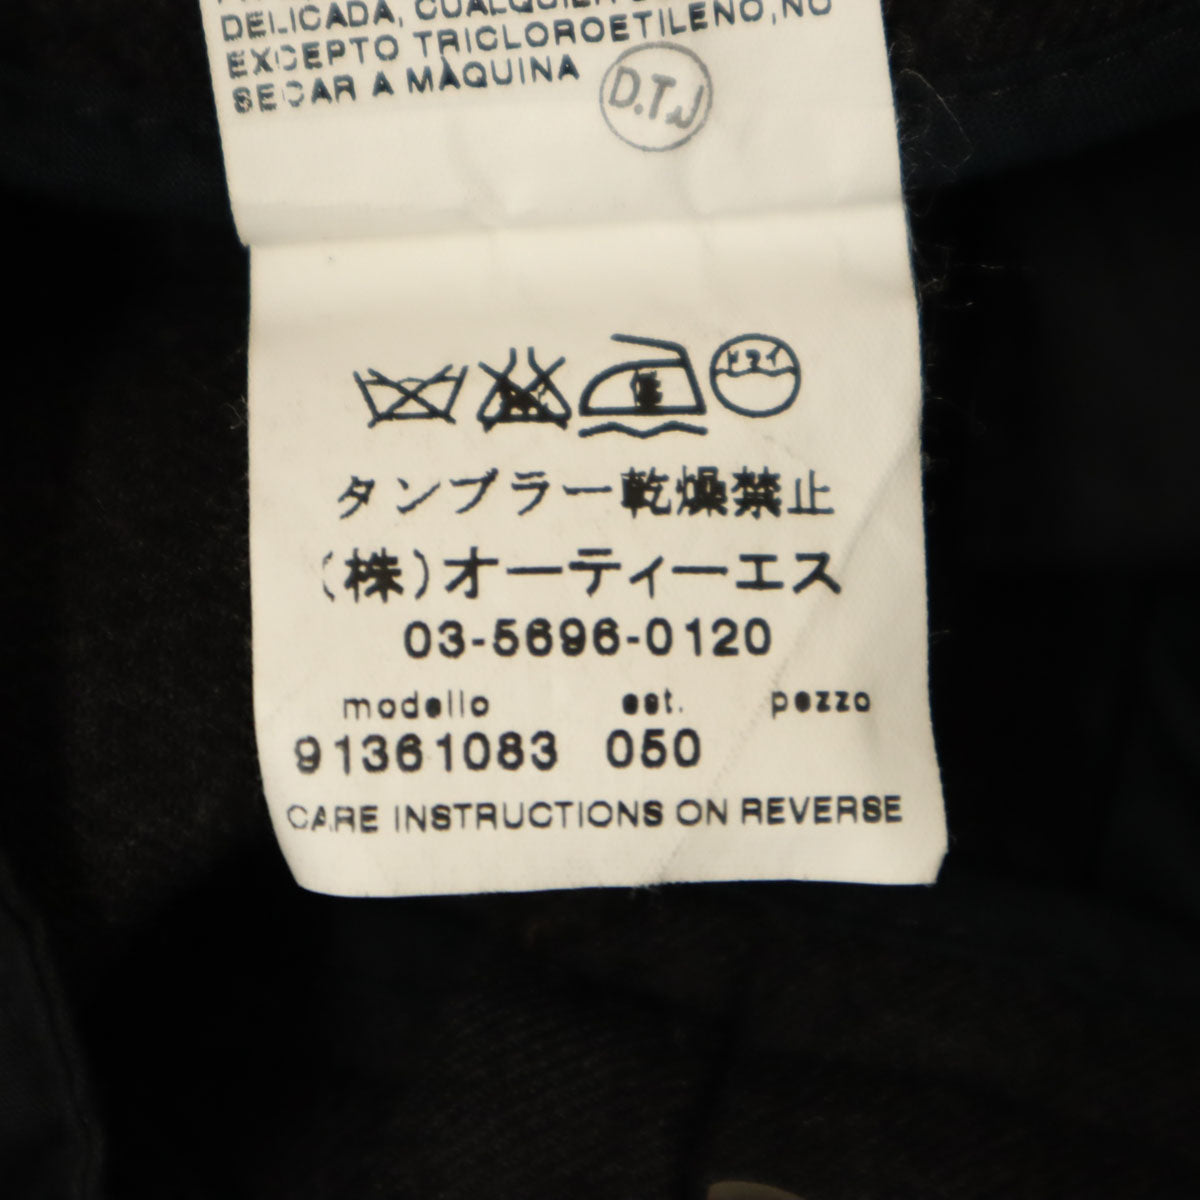 DELICADA, CUALQUIER
EXCEPTO TRICLOROETILENO,NO
SECAR A MÀQUINA
D.T.J
ドライ
タンブラー乾燥禁止
(株)オーティーエス
03-5696-0120
modello est. pezzo
91361083 050
CARE INSTRUCTIONS ON REVERSE